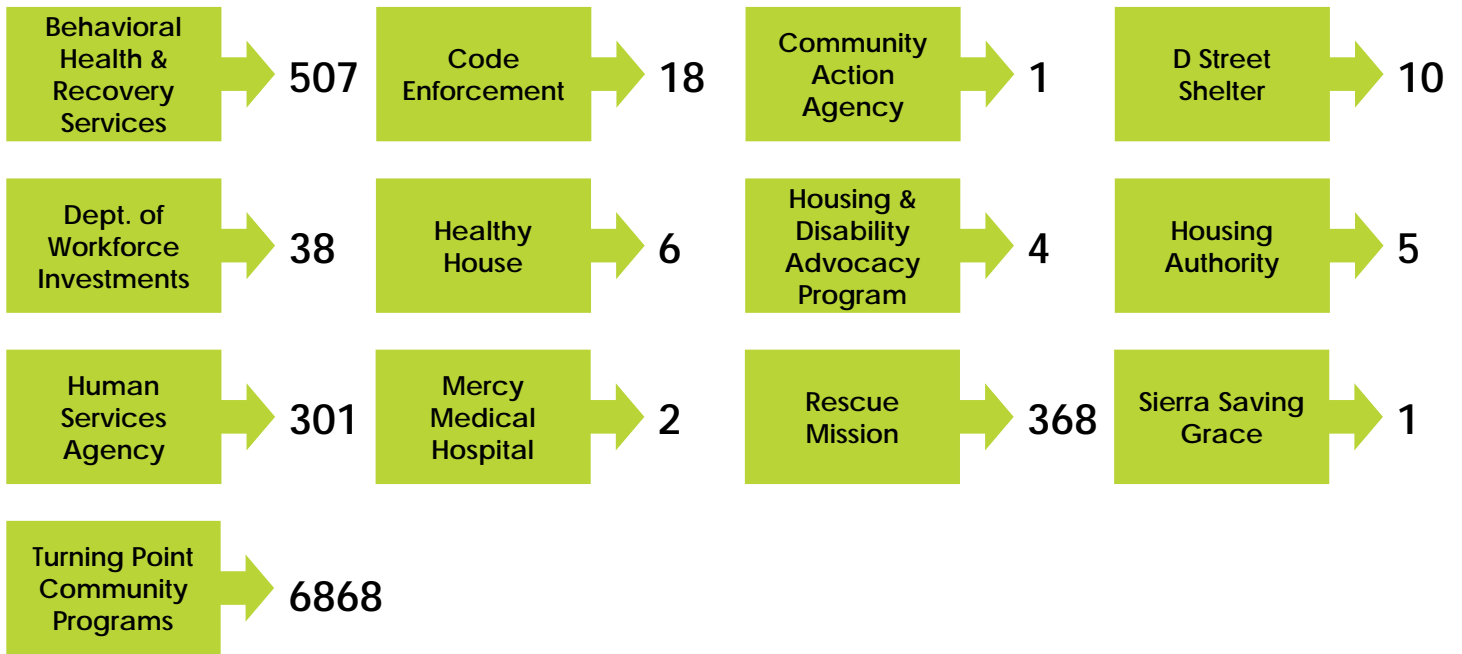 Behavioral
Health &
Recovery
Services
507
Code
Enforcement
18
Community
Action
Agency
1
D Street
Shelter
10
Dept. of
Workforce
Investments
38
Healthy
House
6
Housing &
Disability
Advocacy
Program
4
Housing
Authority
5
Human
Services
Agency
301
Mercy
Medical
Hospital
2
Rescue
Mission
368
Sierra Saving
Grace
1
Turning Point
Community
Programs
6868